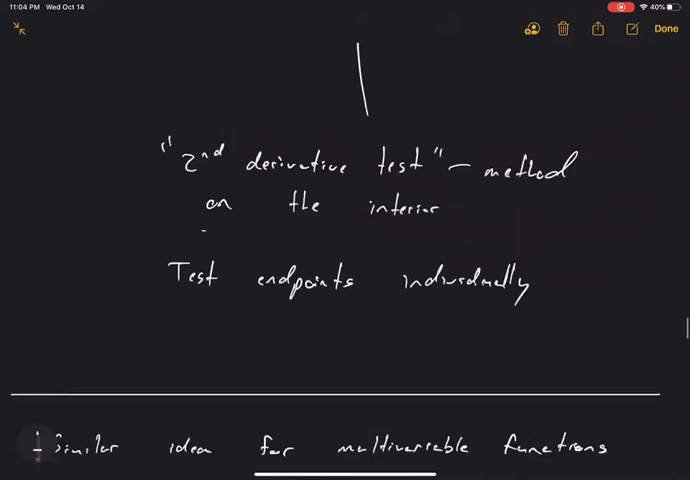 11:04 PM Wed Oct 14
40%
Done
"2nd derivative test" — method
on the interior
Test endpoints individually
Similar idea for multivariable functions